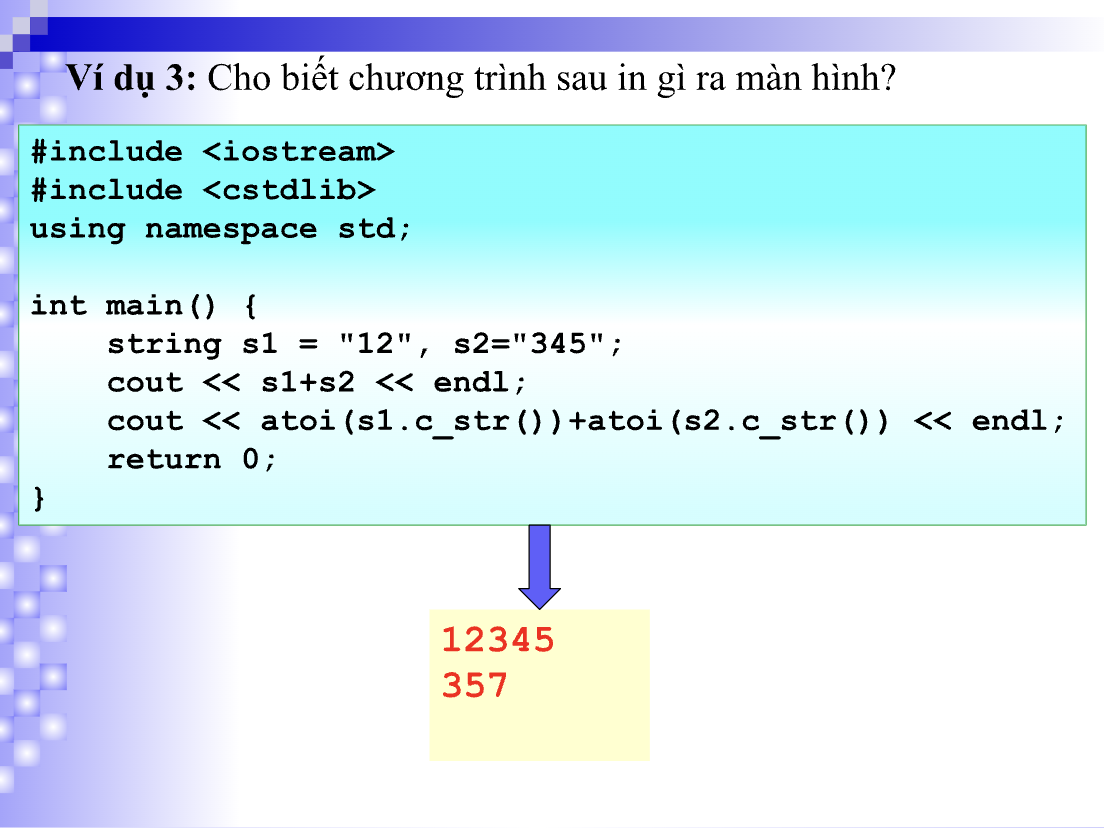 Ví dụ 3: Cho biết chương trình sau in gì ra màn hình?
#include <iostream>
#include <cstdlib>
using namespace std;
int main() {
    string s1 = "12", s2="345";
    cout << s1+s2 << endl;
    cout << atoi(s1.c_str())+atoi(s2.c_str()) << endl;
    return 0;
}
12345
357